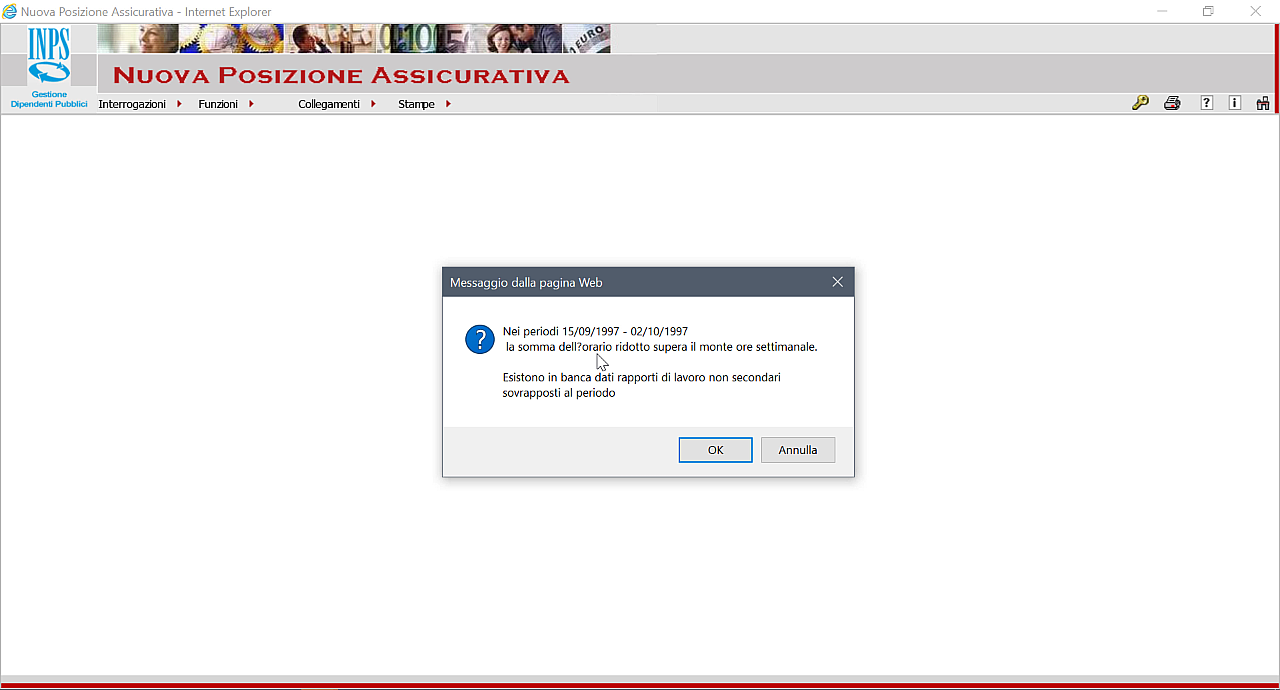 Nuova Posizione Assicurativa - Internet Explorer
INPS
Gestione
Dipendenti Pubblici
NUOVA POSIZIONE ASSICURATIVA
Interrogazioni Funzioni Collegamenti Stampe
Messaggio dalla pagina Web
Nei periodi 15/09/1997 - 02/10/1997
la somma dell?orario ridotto supera il monte ore settimanale.
Esistono in banca dati rapporti di lavoro non secondari
sovrapposti al periodo
OK Annulla